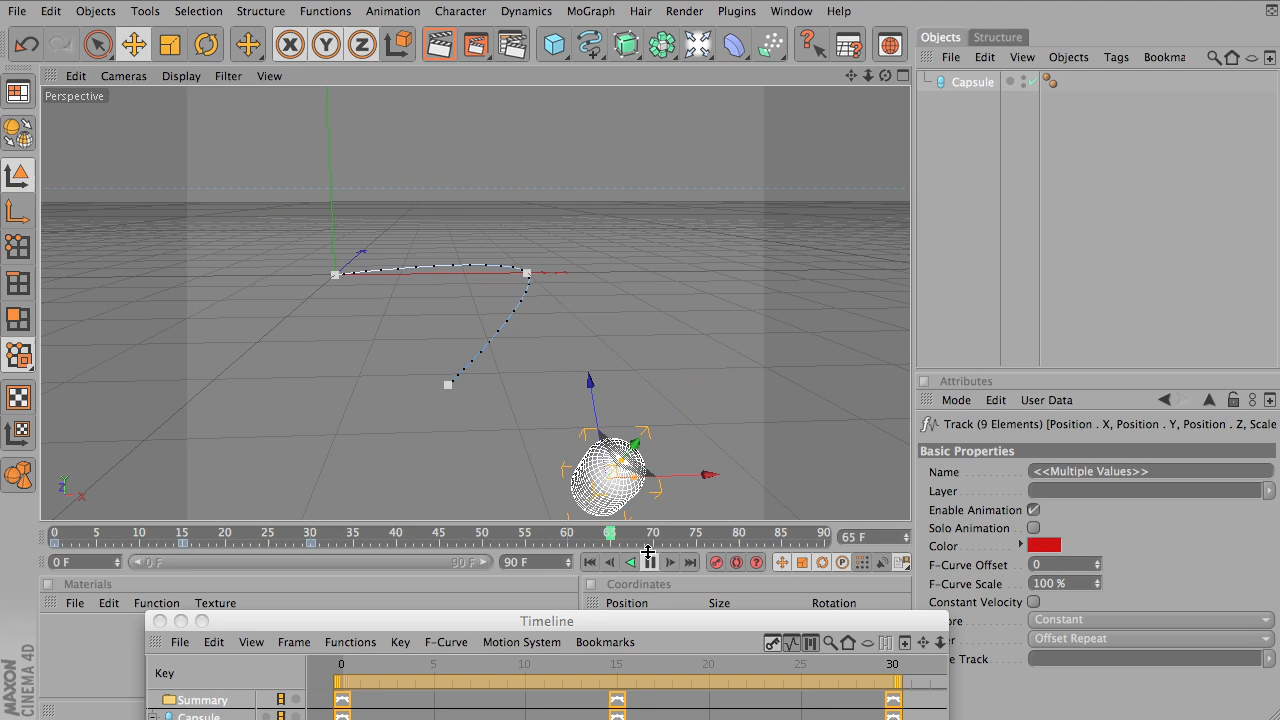 File Edit Objects Tools Selection Structure Functions Animation Character Dynamics MoGraph Hair Render Plugins Window Help
Objects Structure
File Edit View Objects Tags Bookma
Capsule
Edit Cameras Display Filter View
Perspective
Y
Z X
0 5 10 15 20 25 30 35 40 45 50 55 60 65 70 75 80 85 90
65 F
0 F
0 F
90 F
90 F
Materials
File Edit Function Texture
Coordinates
Position Size Rotation
Attributes
Mode Edit User Data
Track (9 Elements) [Position . X, Position . Y, Position . Z, Scale
Basic Properties
Name <<Multiple Values>>
Layer
Enable Animation
Solo Animation
Color
F-Curve Offset 0
F-Curve Scale 100 %
Constant Velocity
ore Constant
er Offset Repeat
e Track
Timeline
File Edit View Frame Functions Key F-Curve Motion System Bookmarks
Key
0 5 10 15 20 25 30
Summary
Capsule
MAXON
CINEMA 4D